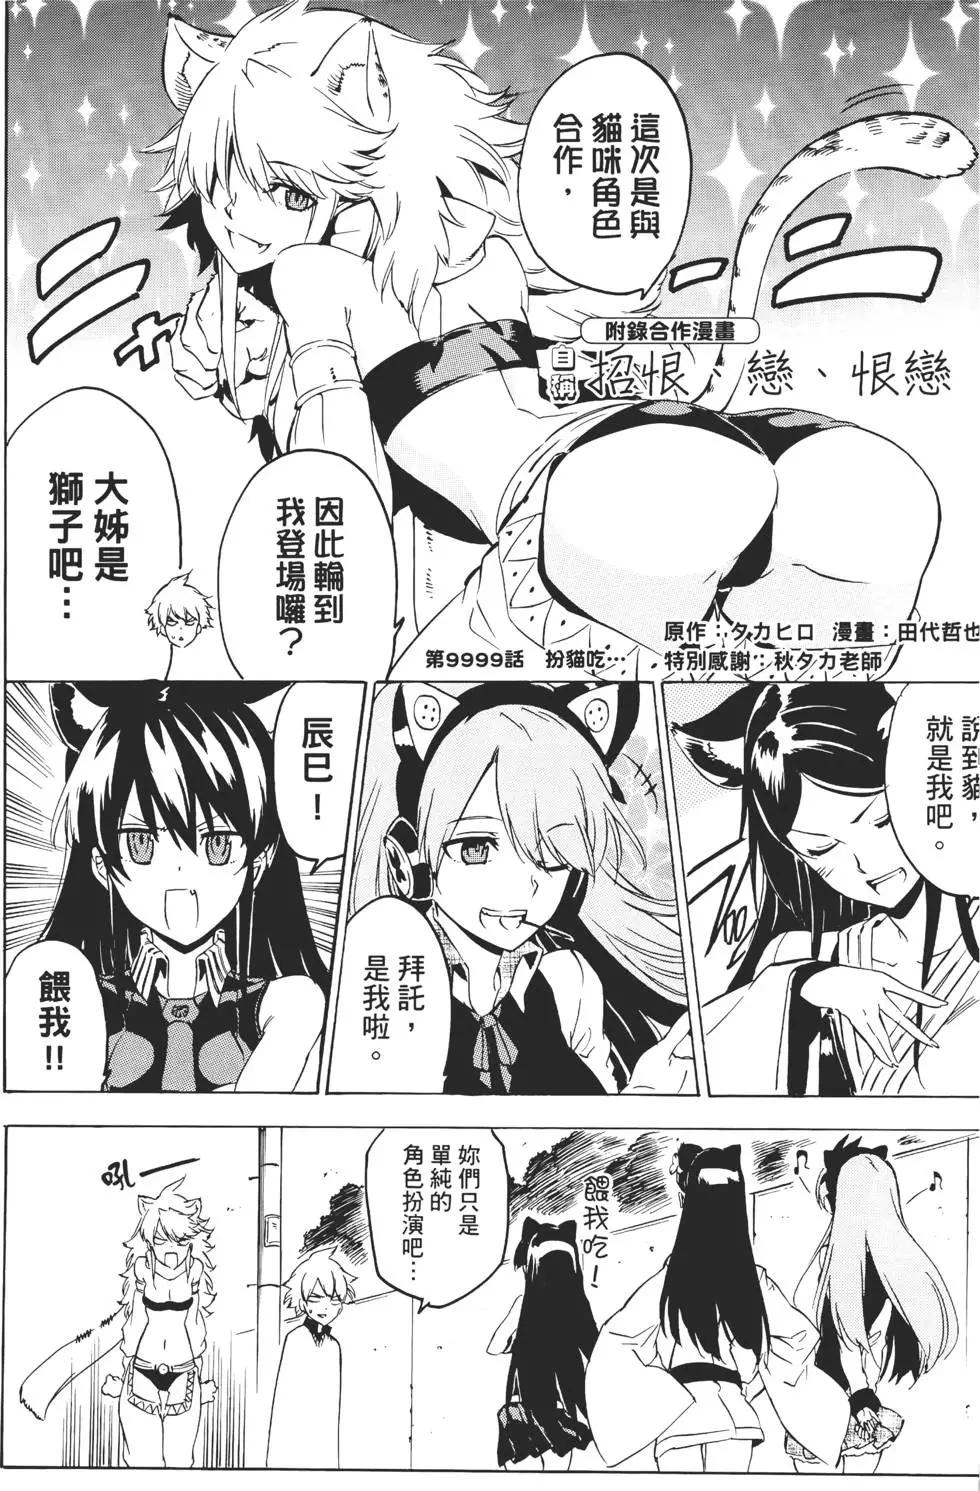 這次是與
貓咪角色
合作，
ニャーニ
附錄合作漫畫
自稱
招恨、戀、恨戀
因此輪到
我登場囉？
大姊是
獅子吧…
原作：タカヒロ 漫畫：田代哲也
特別感謝：秋タカ老師
第9999話 扮貓吃…
說到貓，
就是我吧。
拜託，
是我啦。
辰巳！
餵我!!
餵我吃！
妳們只是
單純的
角色扮演吧…
吼—